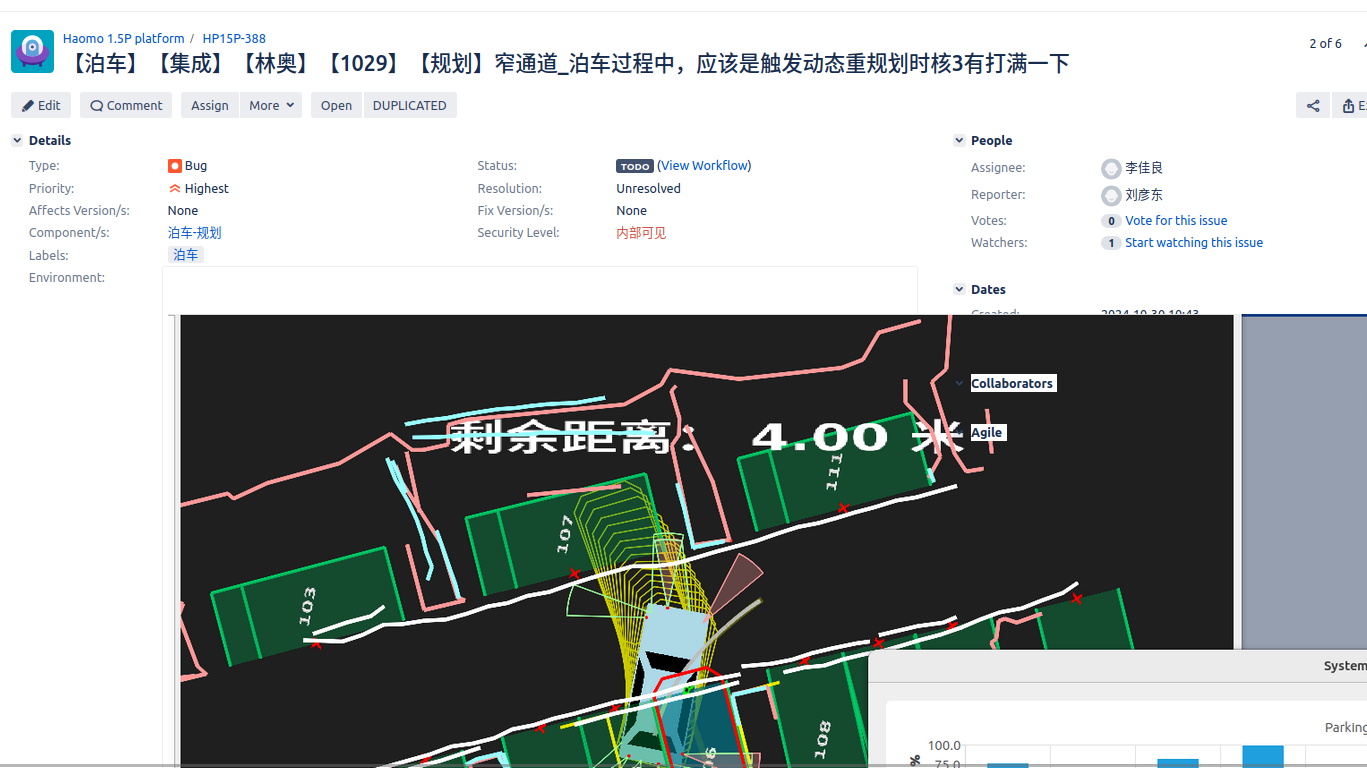 Haomo 1.5P platform / HP15P-388
【泊车】【集成】【林奥】【1029】【规划】窄通道_泊车过程中，应该是触发动态重规划时核3有打满一下
2 of 6
Edit Comment Assign More Open DUPLICATED
Details
Type: Bug
Status: TODO (View Workflow)
Priority: Highest
Resolution: Unresolved
Affects Version/s: None
Fix Version/s: None
Component/s: 泊车-规划
Security Level: 内部可见
Labels: 泊车
Environment:
People
Assignee: 李佳良
Reporter: 刘彦东
Votes: 0 Vote for this issue
Watchers: 1 Start watching this issue
Dates
Created: 2024-10-30 10:43
Collaborators
Agile
剩余距离： 4.00 米
111
107
103
108
System
Parking
100.0
75.0
%